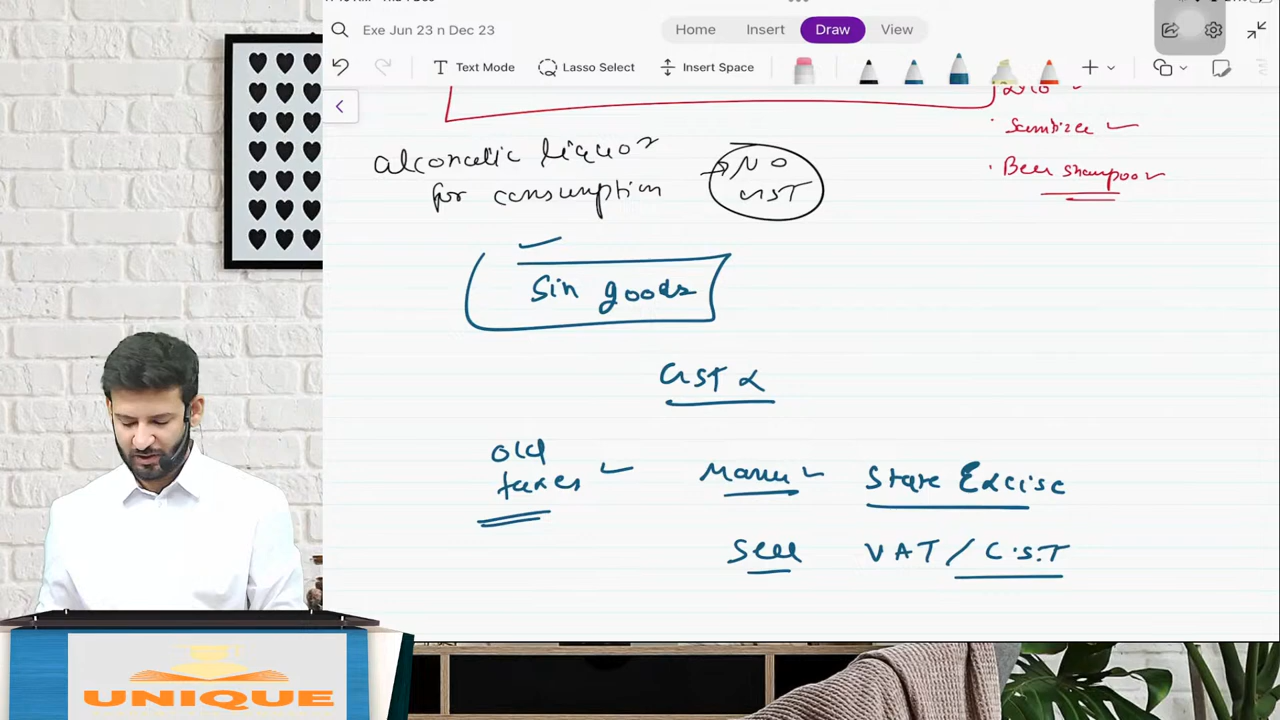 Exe Jun 23 n Dec 23
Home Insert Draw View
Text Mode Lasso Select Insert Space
Sanitizer
alcoholic liquor
for consumption
NO
GST
Beer shampoo
Sin goods
GST
old
taxes
Manu State Excise
Sell VAT / C.S.T
UNIQUE